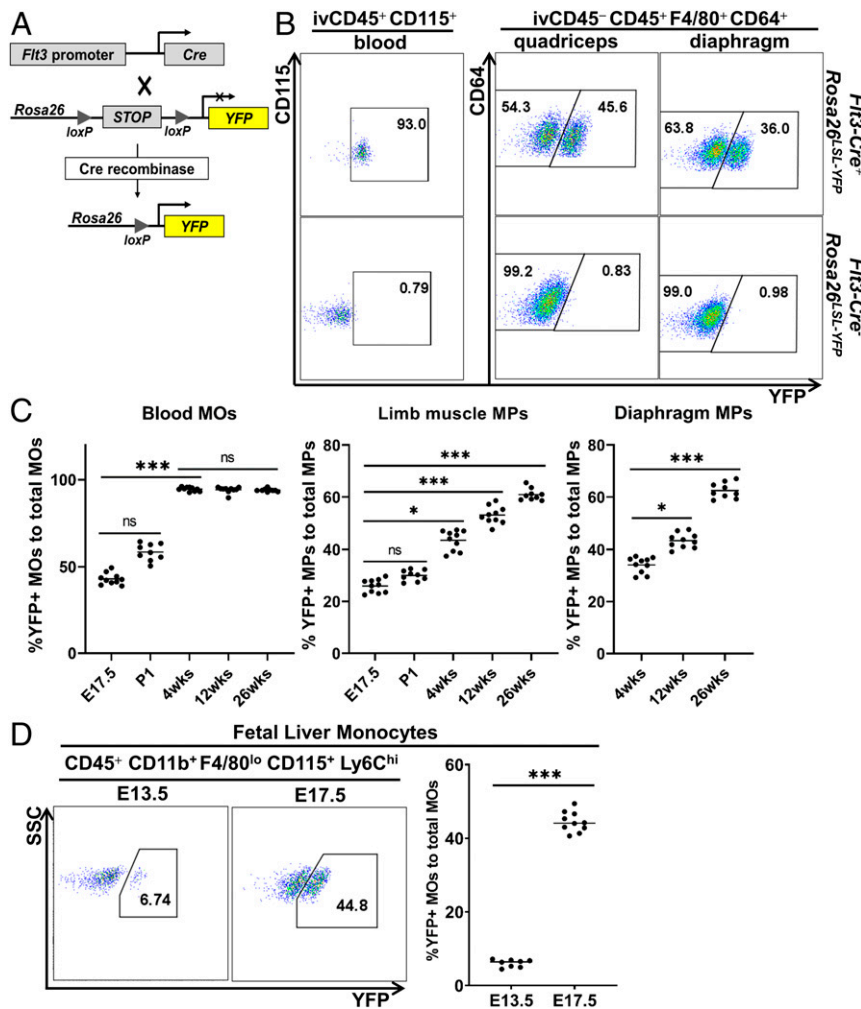 A
Flt3 promoter
Cre
X
Rosa26
STOP
loxP
loxP
YFP
Cre recombinase
Rosa26
loxP
YFP
B
ivCD45+ CD115+
blood
ivCD45− CD45+ F4/80+ CD64+
quadriceps
diaphragm
CD115
CD64
93.0
54.3
45.6
63.8
36.0
Flt3-Cre+
Rosa26LSL-YFP
0.79
99.2
0.83
99.0
0.98
Flt3-Cre-
Rosa26LSL-YFP
YFP
C
Blood MOs
%YFP+ MOs to total MOs
100
50
0
***
ns
ns
E17.5
P1
4wks
12wks
26wks
Limb muscle MPs
% YFP+ MPs to total MPs
80
60
40
20
0
***
***
*
ns
E17.5
P1
4wks
12wks
26wks
Diaphragm MPs
% YFP+ MPs to total MPs
80
60
40
20
0
***
*
4wks
12wks
26wks
D
Fetal Liver Monocytes
CD45+ CD11b+ F4/80lo CD115+ Ly6Chi
E13.5
E17.5
SSC
6.74
44.8
YFP
%YFP+ MOs to total MOs
60
40
20
0
***
E13.5
E17.5